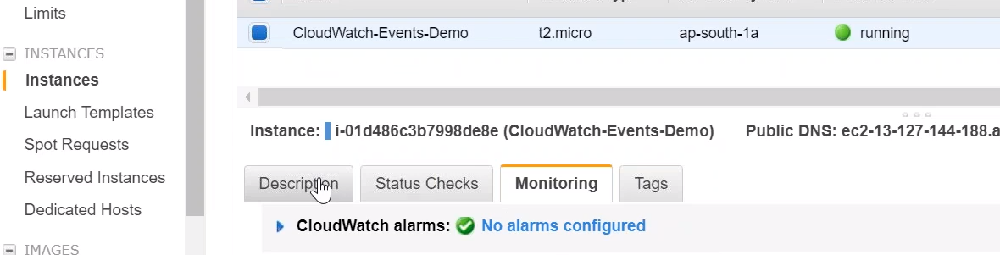 Limits
INSTANCES
Instances
Launch Templates
Spot Requests
Reserved Instances
Dedicated Hosts
IMAGES
CloudWatch-Events-Demo t2.micro ap-south-1a running
Instance: i-01d486c3b7998de8e (CloudWatch-Events-Demo) Public DNS: ec2-13-127-144-188.a
Description Status Checks Monitoring Tags
CloudWatch alarms: No alarms configured